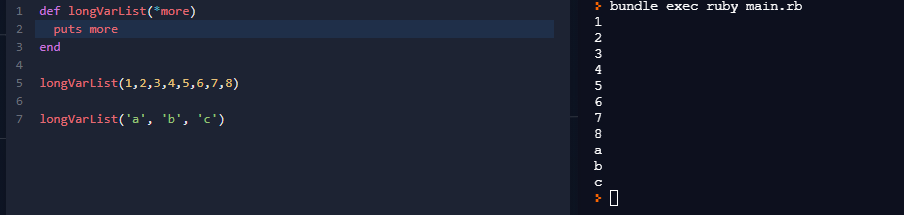 1 def longVarList(*more)
2   puts more
3 end
4
5 longVarList(1,2,3,4,5,6,7,8)
6
7 longVarList('a', 'b', 'c')
> bundle exec ruby main.rb
1
2
3
4
5
6
7
8
a
b
c
>